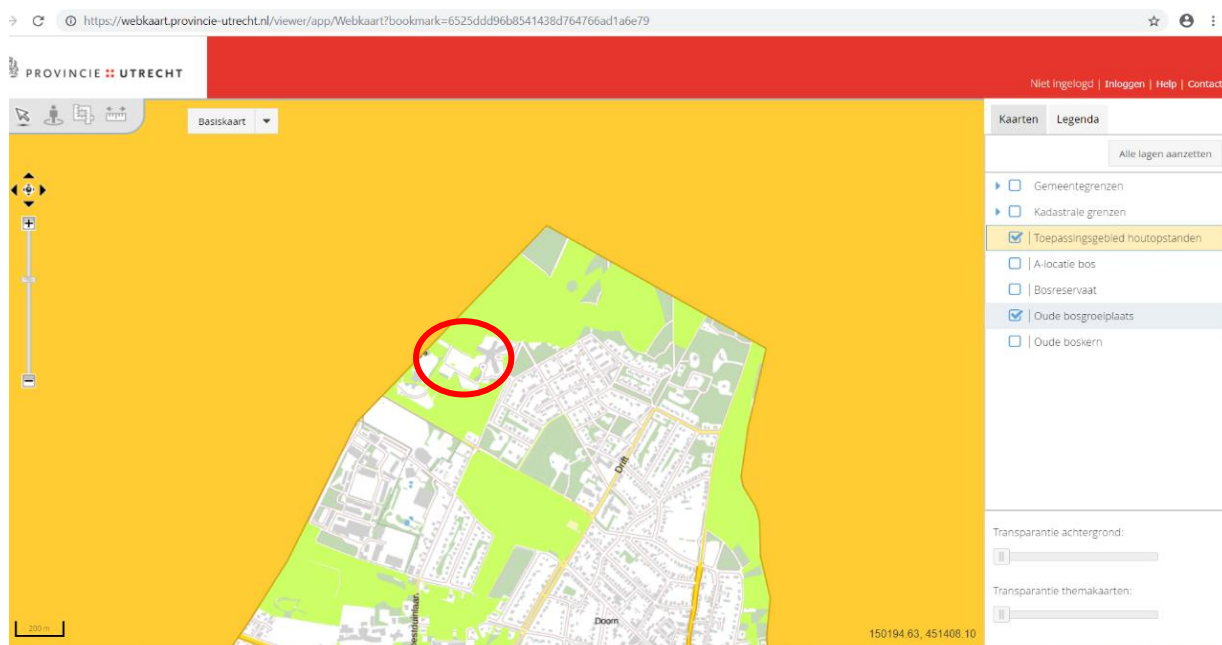 https://webkaart.provincie-utrecht.nl/viewer/app/Webkaart?bookmark=6525ddd96b8541438d764766ad1a6e79
PROVINCIE :: UTRECHT
Niet ingelogd | Inloggen | Help | Contact
Basiskaart
Kaarten Legenda
Alle lagen aanzetten
Gemeentegrenzen
Kadastrale grenzen
Toepassingsgebied houtopstanden
A-locatie bos
Bosreservaat
Oude bosgroeiplaats
Oude boskern
Drift
Transparantie achtergrond:
Transparantie themakaarten:
Doorn
200 m
150194.63, 451408.10